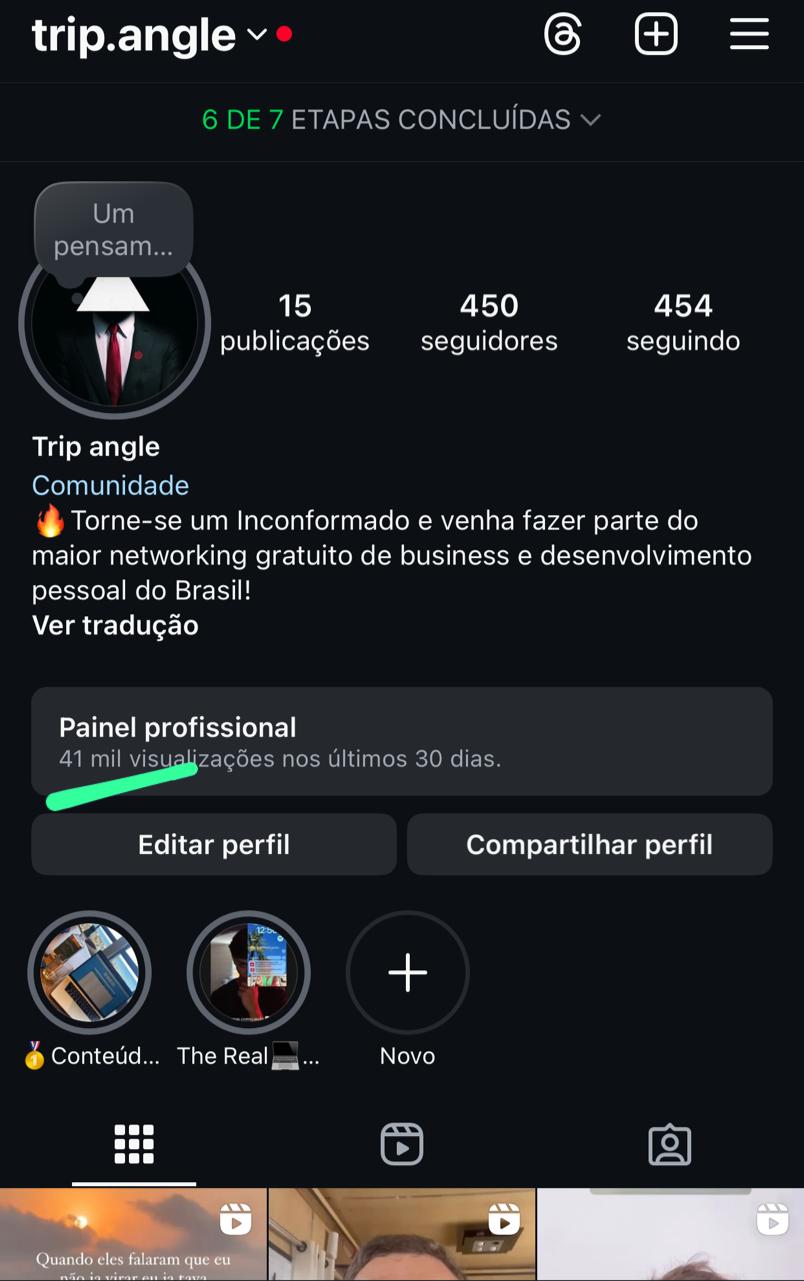 trip.angle
6 DE 7 ETAPAS CONCLUÍDAS
Um
pensam...
15 450 454
publicações seguidores seguindo
Trip angle
Comunidade
🔥Torne-se um Inconformado e venha fazer parte do
maior networking gratuito de business e desenvolvimento
pessoal do Brasil!
Ver tradução
Painel profissional
41 mil visualizações nos últimos 30 dias.
Editar perfil Compartilhar perfil
🥇Conteúd... The Real💻... Novo
Quando eles falaram que eu
não ia virar eu ja tava